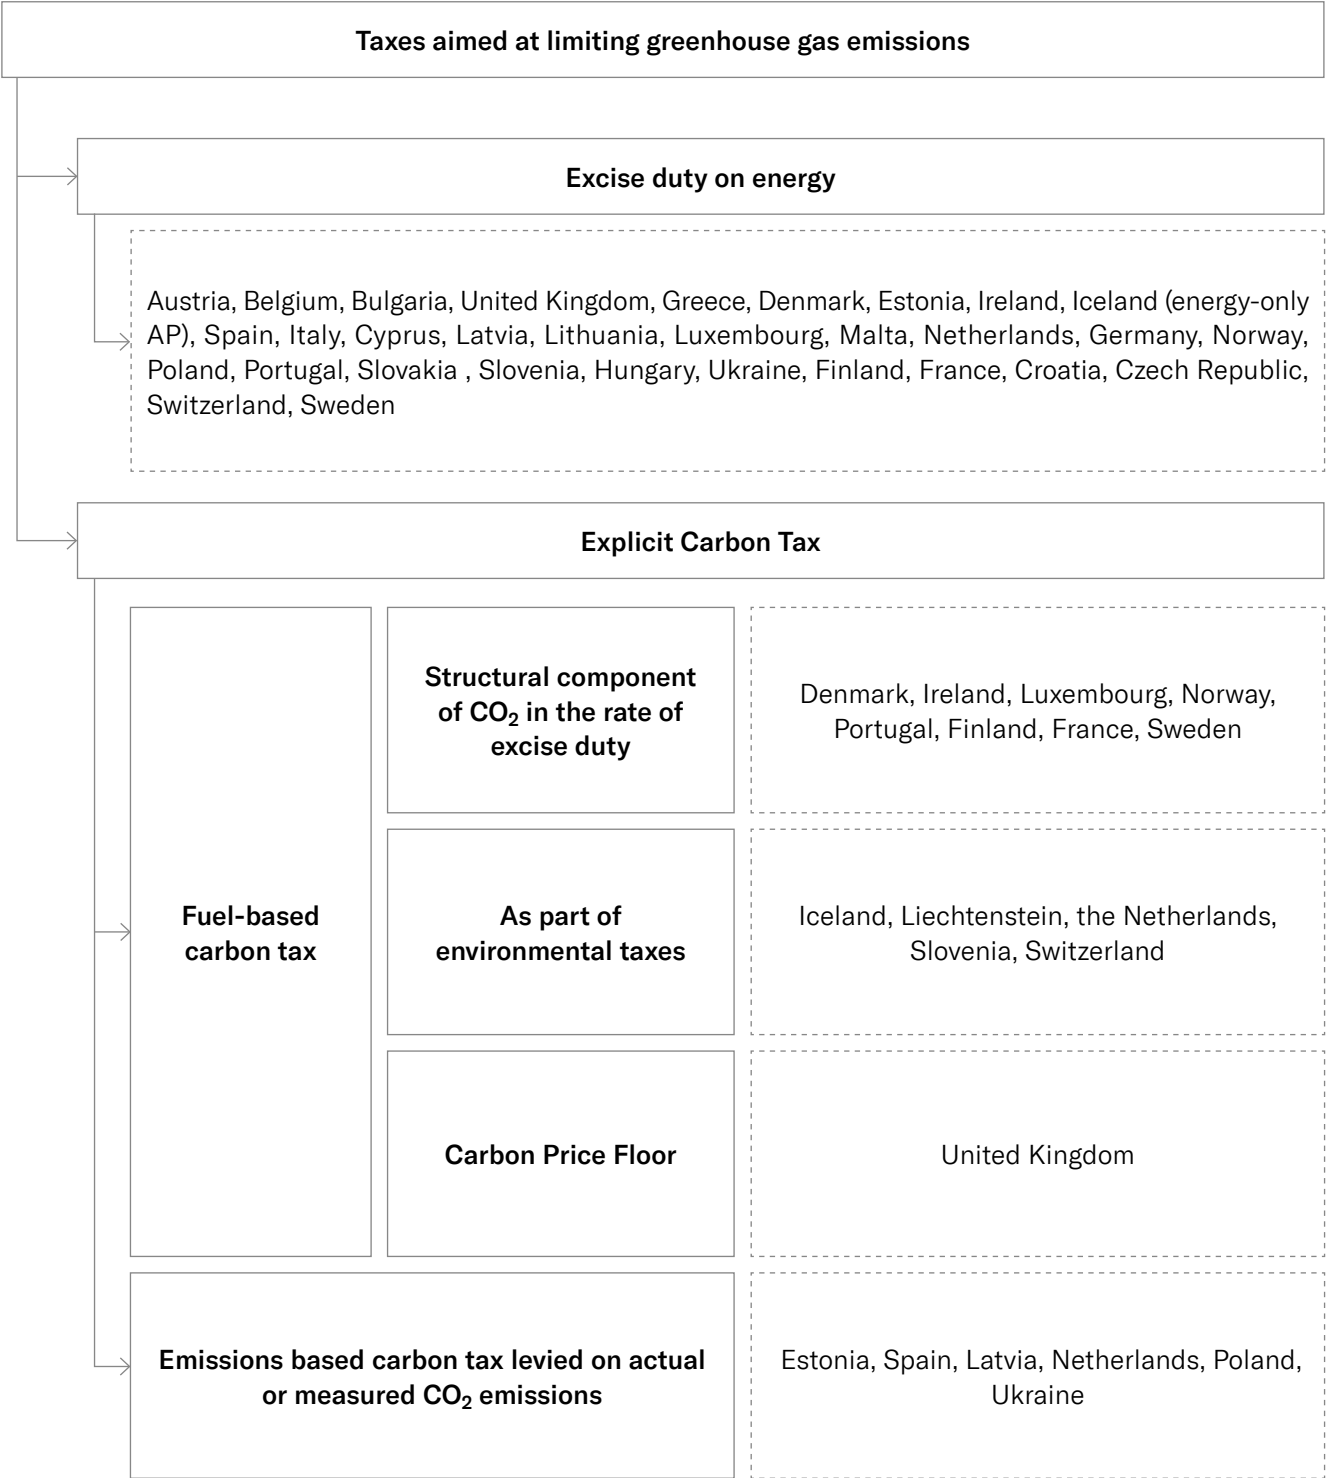 Taxes aimed at limiting greenhouse gas emissions
Excise duty on energy
Austria, Belgium, Bulgaria, United Kingdom, Greece, Denmark, Estonia, Ireland, Iceland (energy-only
AP), Spain, Italy, Cyprus, Latvia, Lithuania, Luxembourg, Malta, Netherlands, Germany, Norway,
Poland, Portugal, Slovakia , Slovenia, Hungary, Ukraine, Finland, France, Croatia, Czech Republic,
Switzerland, Sweden
Explicit Carbon Tax
Fuel-based
carbon tax
Structural component
of CO₂ in the rate of
excise duty
Denmark, Ireland, Luxembourg, Norway,
Portugal, Finland, France, Sweden
As part of
environmental taxes
Iceland, Liechtenstein, the Netherlands,
Slovenia, Switzerland
Carbon Price Floor
United Kingdom
Emissions based carbon tax levied on actual
or measured CO₂ emissions
Estonia, Spain, Latvia, Netherlands, Poland,
Ukraine